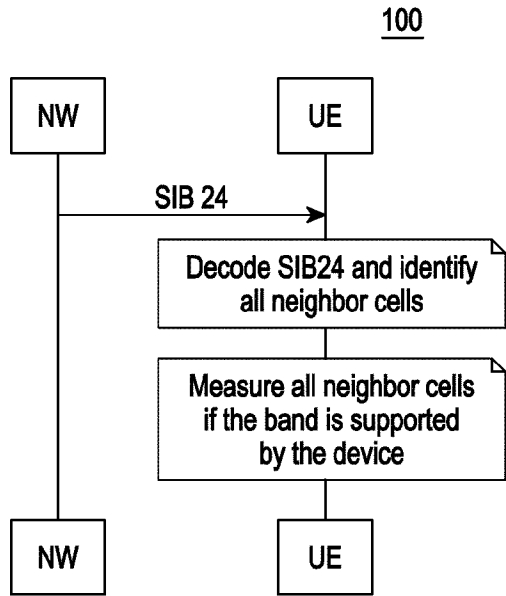 100
NW
UE
SIB 24
Decode SIB24 and identify
all neighbor cells
Measure all neighbor cells
if the band is supported
by the device
NW
UE